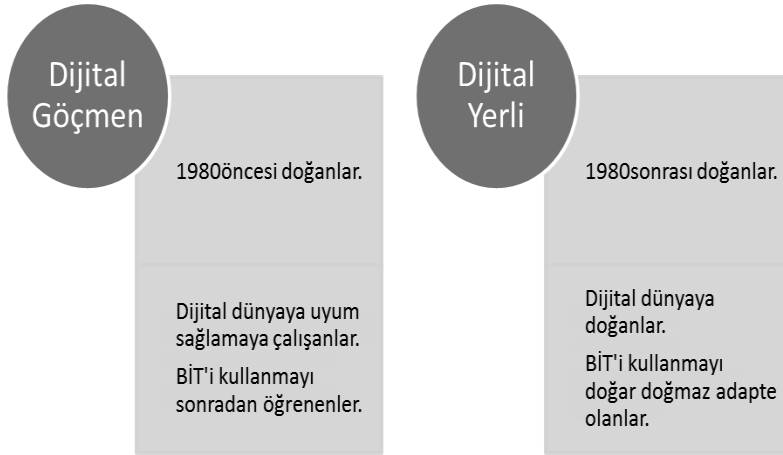 Dijital
Göçmen
1980öncesi doğanlar.
Dijital dünyaya uyum
sağlamaya çalışanlar.
BİT'i kullanmayı
sonradan öğrenenler.
Dijital
Yerli
1980sonrası doğanlar.
Dijital dünyaya
doğanlar.
BİT'i kullanmayı
doğar doğmaz adapte
olanlar.